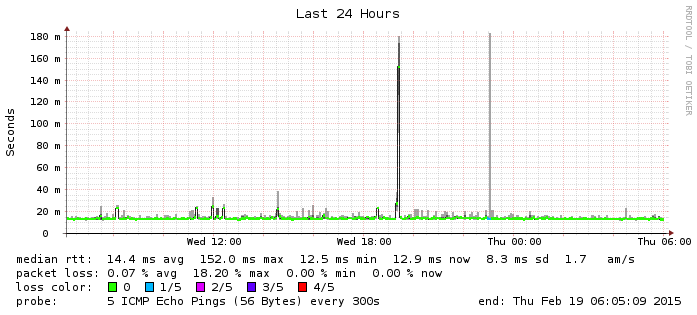 Last 24 Hours
RRDTOOL / TOBI OETIKER
Seconds
180 m
160 m
140 m
120 m
100 m
80 m
60 m
40 m
20 m
0
Wed 12:00 Wed 18:00 Thu 00:00 Thu 06:00
median rtt: 14.4 ms avg 152.0 ms max 12.5 ms min 12.9 ms now 8.3 ms sd 1.7 am/s
packet loss: 0.07 % avg 18.20 % max 0.00 % min 0.00 % now
loss color: 0 1/5 2/5 3/5 4/5
probe: 5 ICMP Echo Pings (56 Bytes) every 300s end: Thu Feb 19 06:05:09 2015